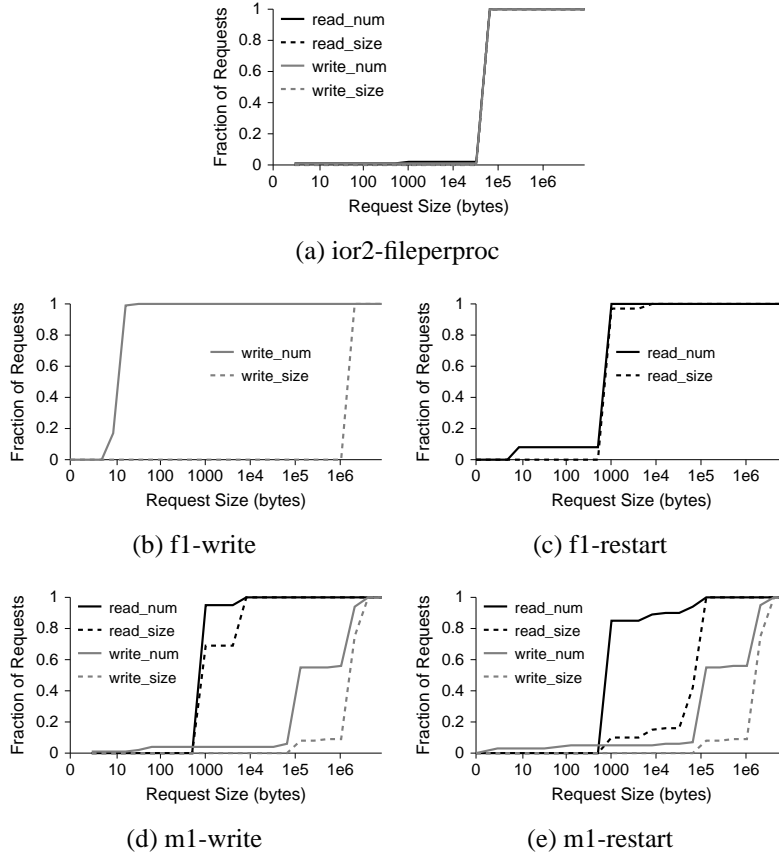 read_num
read_size
write_num
write_size
Fraction of Requests
1
0.8
0.6
0.4
0.2
0
0 10 100 1000 1e4 1e5 1e6
Request Size (bytes)
(a) ior2-fileperproc
Fraction of Requests
1
0.8
0.6
0.4
0.2
0
write_num
write_size
0 10 100 1000 1e4 1e5 1e6
Request Size (bytes)
(b) f1-write
Fraction of Requests
1
0.8
0.6
0.4
0.2
0
read_num
read_size
0 10 100 1000 1e4 1e5 1e6
Request Size (bytes)
(c) f1-restart
Fraction of Requests
1
0.8
0.6
0.4
0.2
0
read_num
read_size
write_num
write_size
0 10 100 1000 1e4 1e5 1e6
Request Size (bytes)
(d) m1-write
Fraction of Requests
1
0.8
0.6
0.4
0.2
0
read_num
read_size
write_num
write_size
0 10 100 1000 1e4 1e5 1e6
Request Size (bytes)
(e) m1-restart